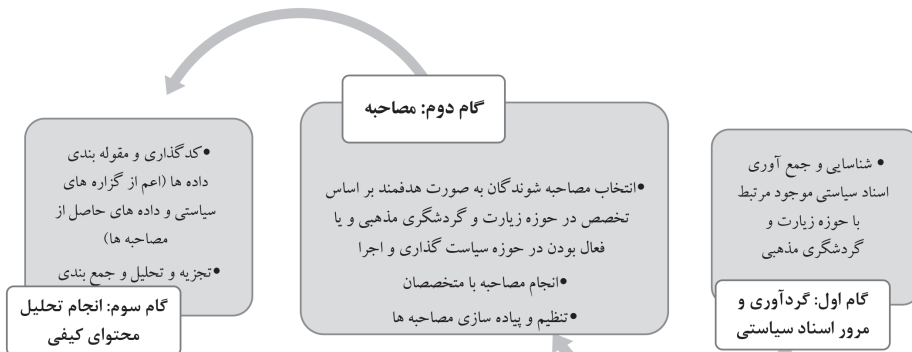 • شناسایی و جمع آوری
اسناد سیاستی موجود مرتبط
با حوزه زیارت و
گردشگری مذهبی
گام اول: گردآوری و
مرور اسناد سیاستی
گام دوم: مصاحبه
•انتخاب مصاحبه شوندگان به صورت هدفمند بر اساس
تخصص در حوزه زیارت و گردشگری مذهبی و یا
فعال بودن در حوزه سیاست گذاری و اجرا
•انجام مصاحبه با متخصصان
•تنظیم و پیاده سازی مصاحبه ها
•کدگذاری و مقوله بندی
داده ها (اعم از گزاره های
سیاستی و داده های حاصل از
مصاحبه ها)
•تجزیه و تحلیل و جمع بندی
گام سوم: انجام تحلیل
محتوای کیفی